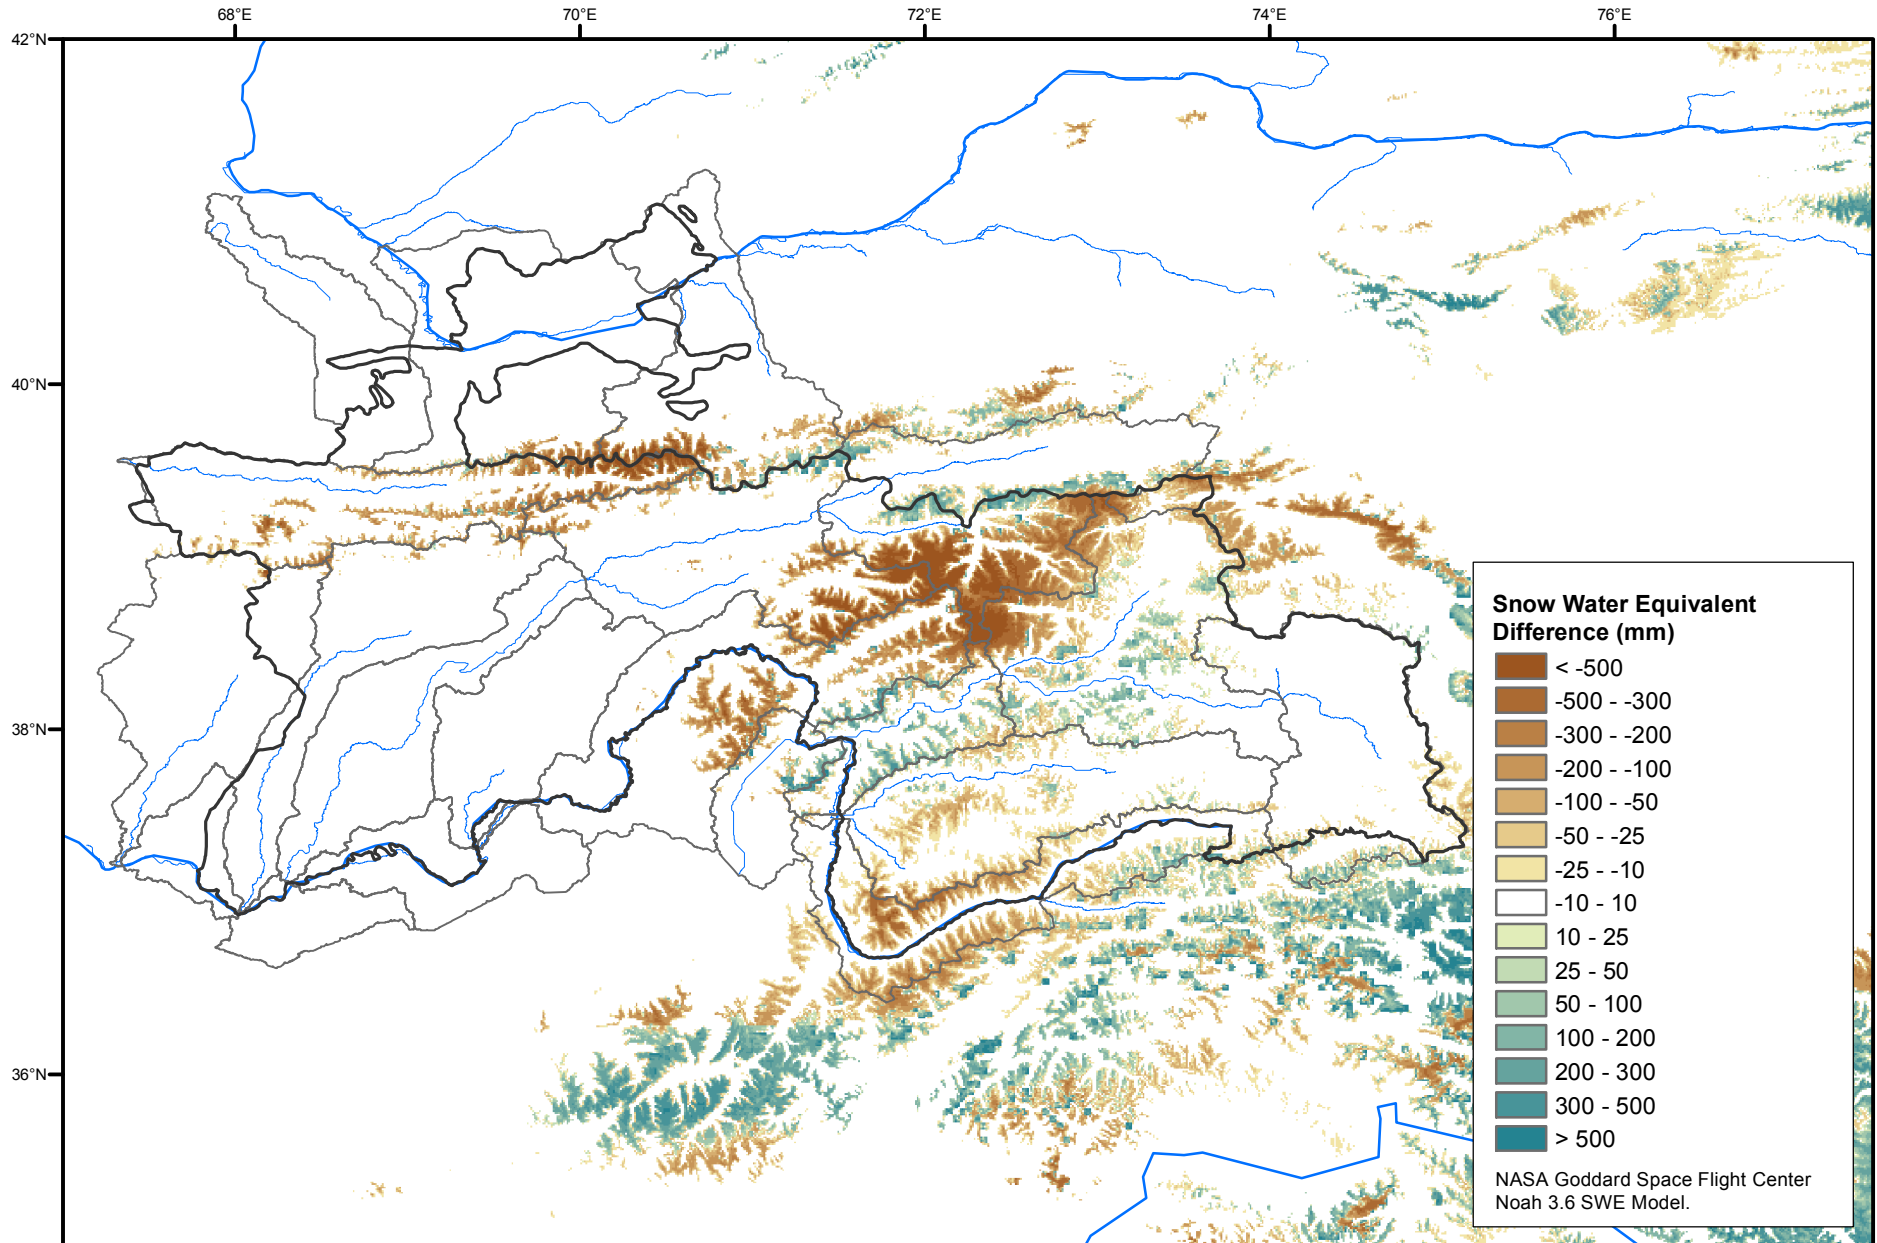 68°E 70°E 72°E 74°E 76°E
42°N
40°N
38°N
36°N
Snow Water Equivalent
Difference (mm)
< -500
-500 - -300
-300 - -200
-200 - -100
-100 - -50
-50 - -25
-25 - -10
-10 - 10
10 - 25
25 - 50
50 - 100
100 - 200
200 - 300
300 - 500
> 500
NASA Goddard Space Flight Center
Noah 3.6 SWE Model.